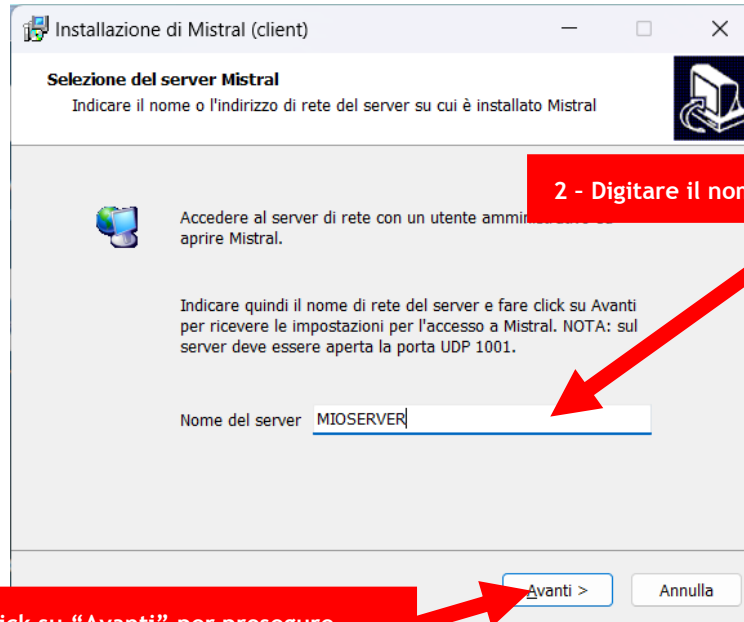 Installazione di Mistral (client)
Selezione del server Mistral
Indicare il nome o l'indirizzo di rete del server su cui è installato Mistral
2 - Digitare il
Accedere al server di rete con un utente
aprire Mistral.
Indicare quindi il nome di rete del server e fare click su Avanti
per ricevere le impostazioni per l'accesso a Mistral. NOTA: sul
server deve essere aperta la porta UDP 1001.
Nome del server MIOSERVER
Avanti > Annulla
su “Avanti” per